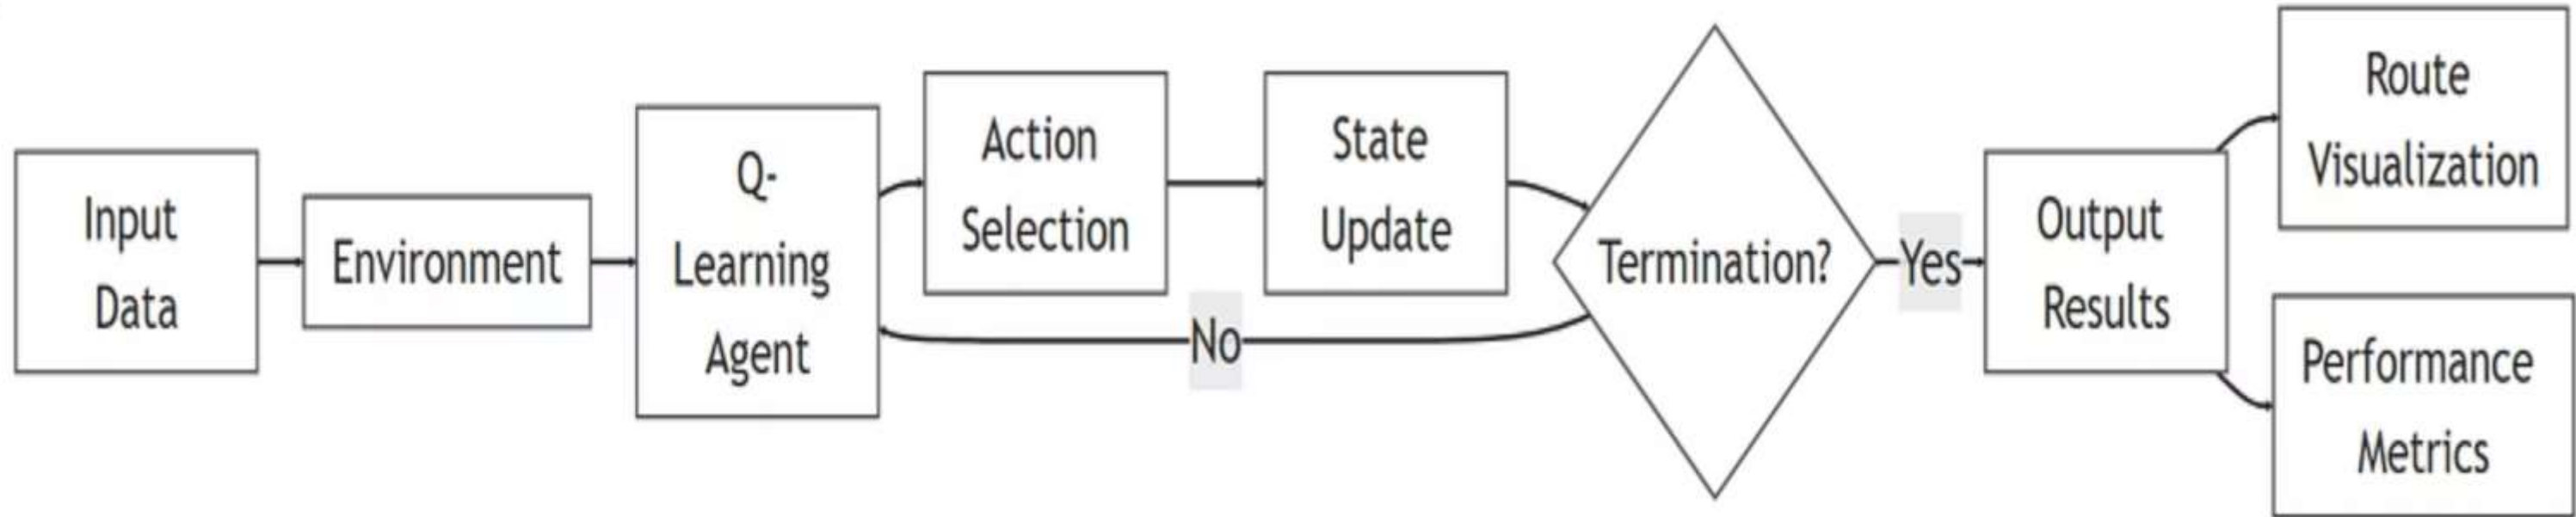 Input
Data
Environment
Q-
Learning
Agent
Action
Selection
State
Update
Termination?
No
Yes
Output
Results
Route
Visualization
Performance
Metrics